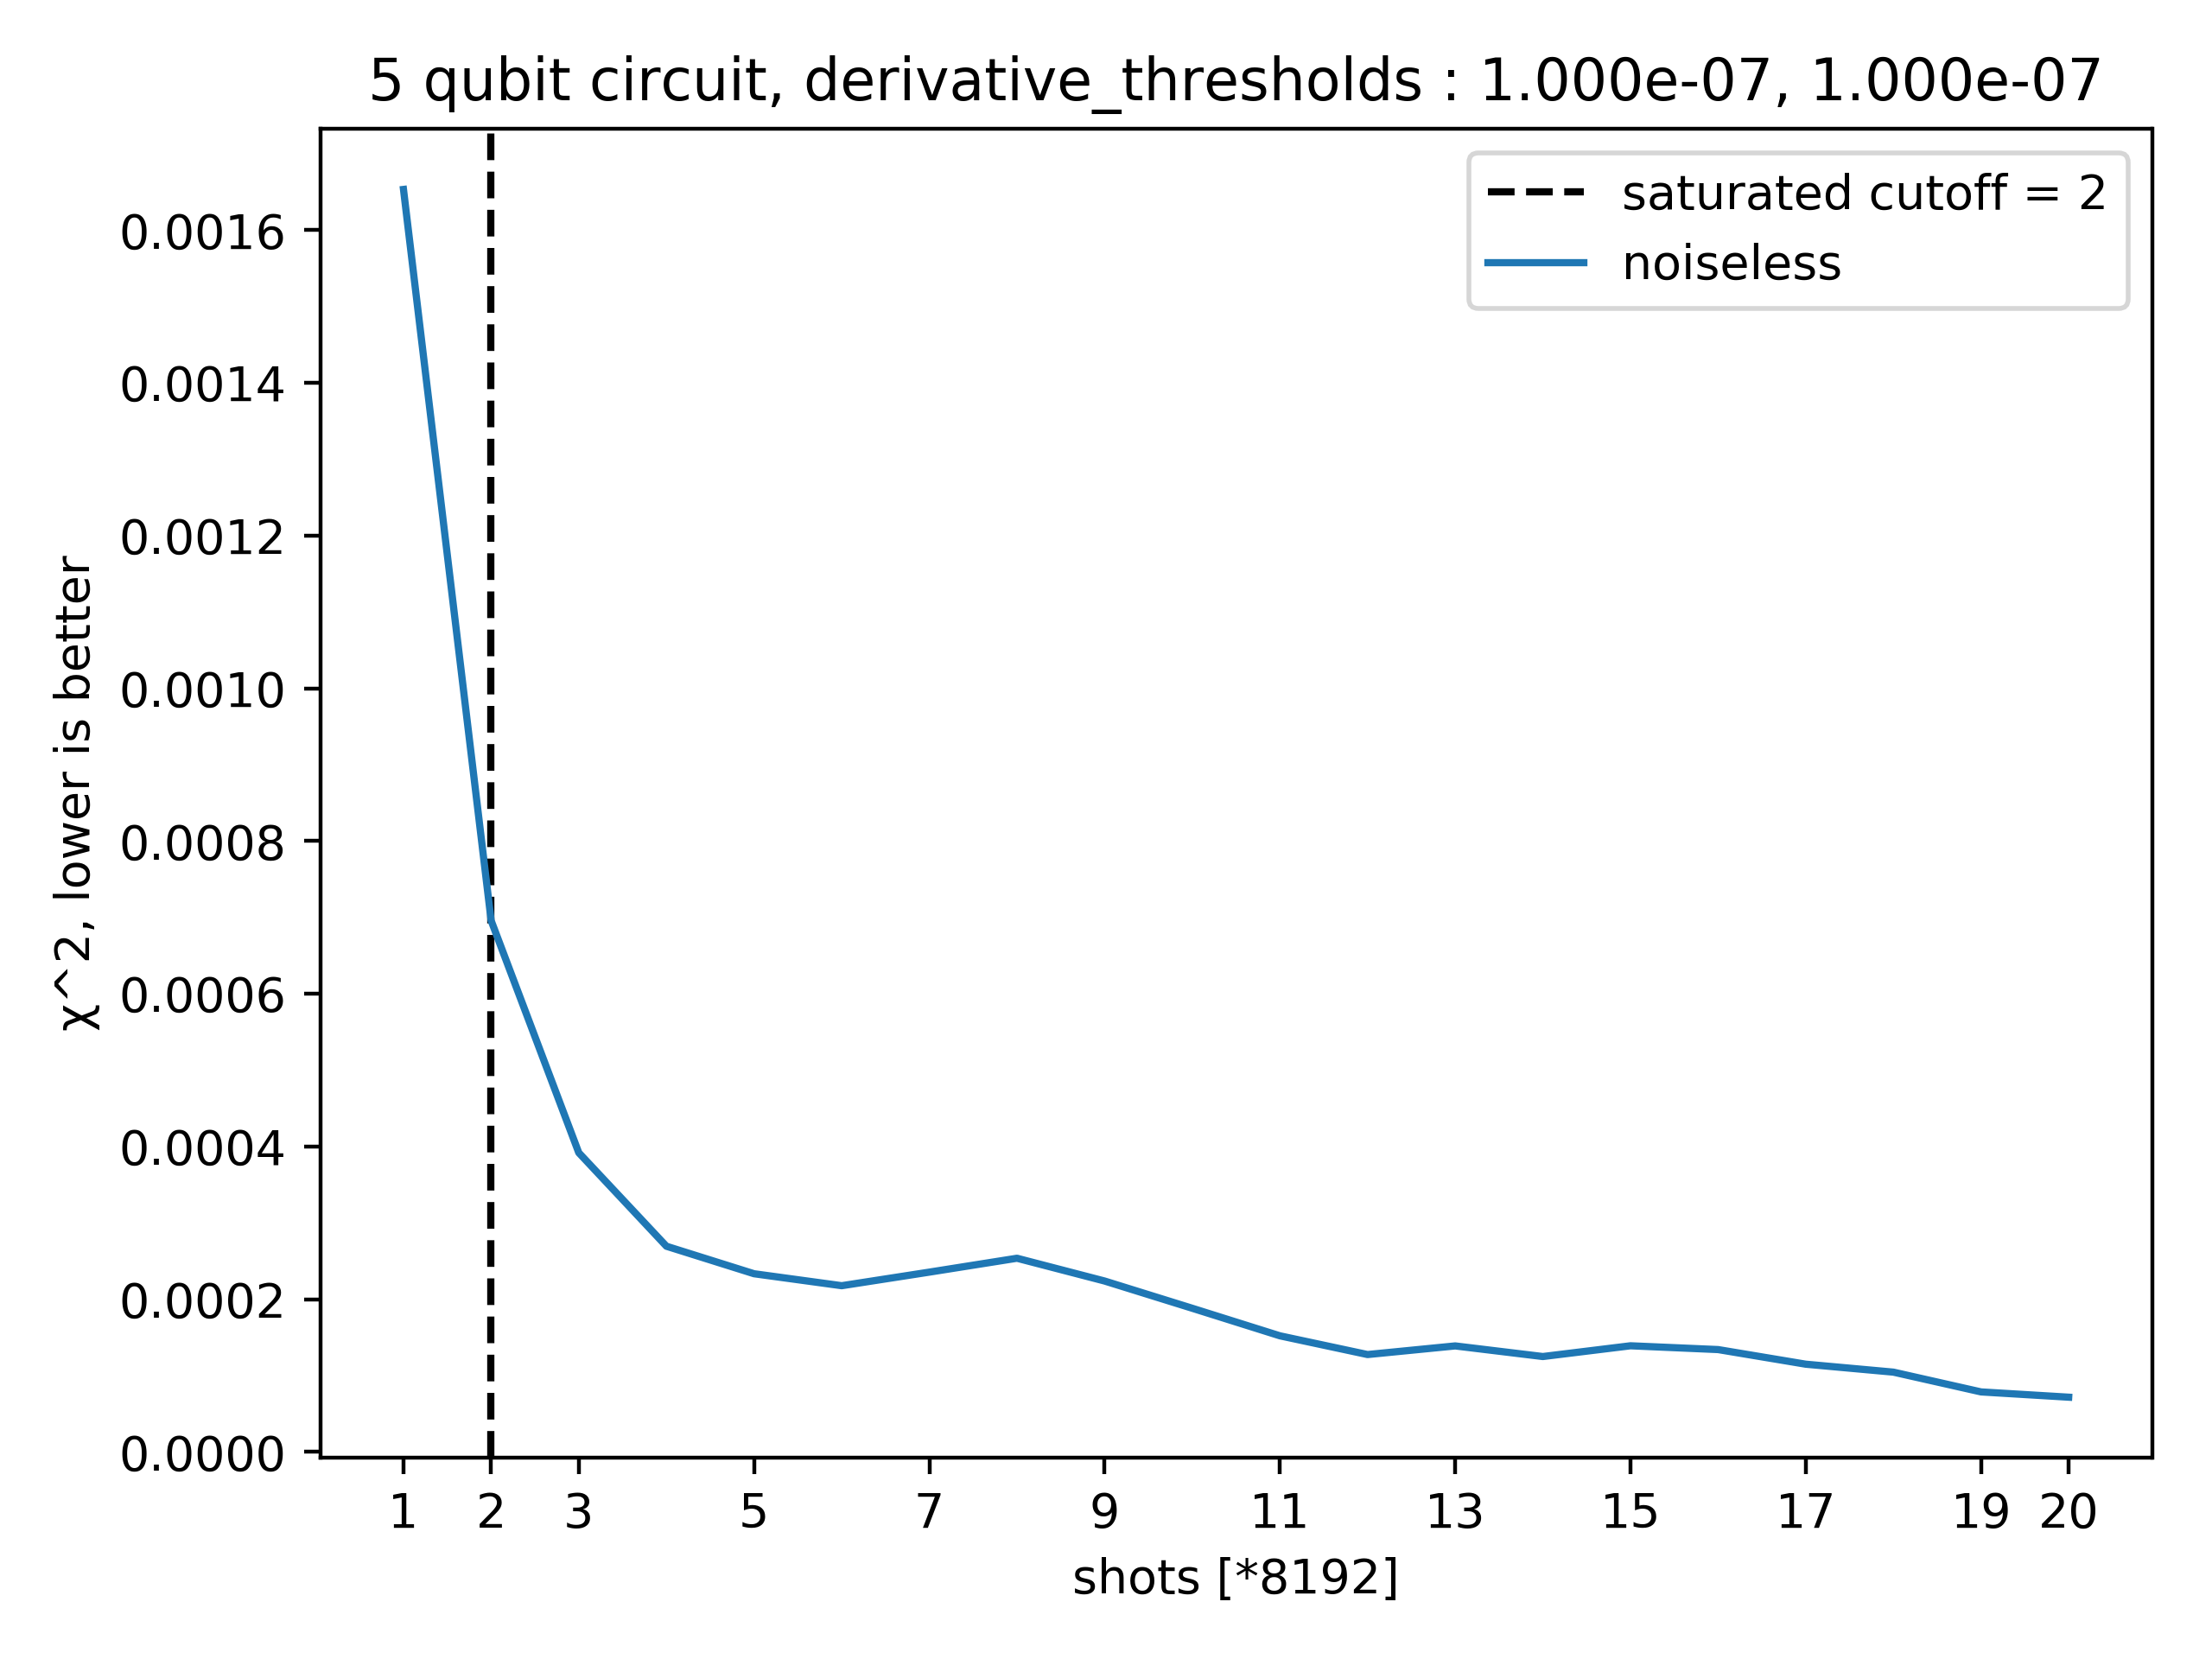 5 qubit circuit, derivative_thresholds : 1.000e-07, 1.000e-07
saturated cutoff = 2
noiseless
χ^2, lower is better
0.0016
0.0014
0.0012
0.0010
0.0008
0.0006
0.0004
0.0002
0.0000
1 2 3 5 7 9 11 13 15 17 19 20
shots [*8192]